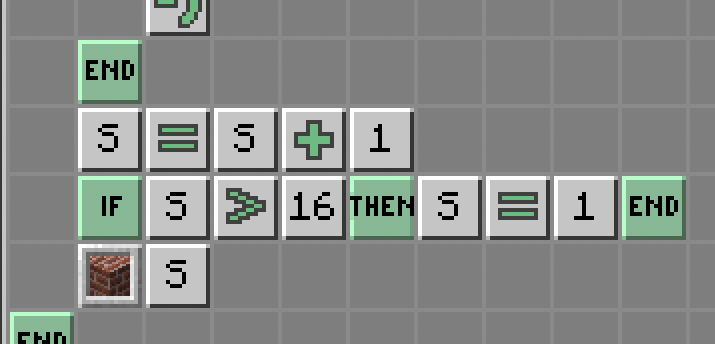 END
S = S + 1
IF S > 16 THEN S = 1 END
S
END